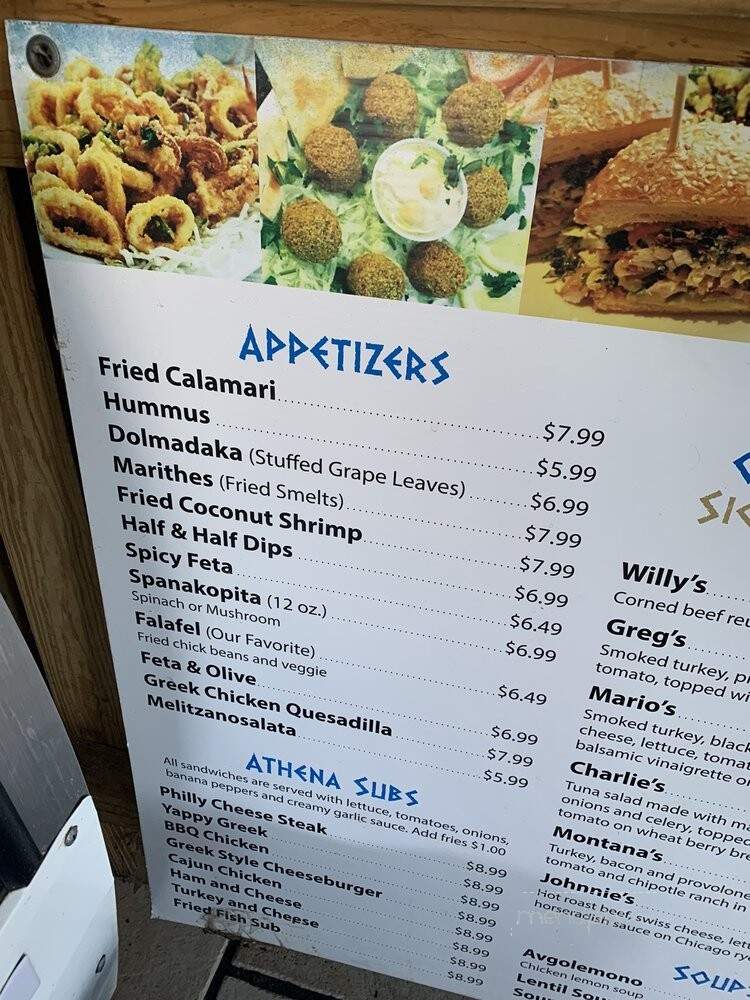 APPETIZERS
Fried Calamari $7.99
Hummus $5.99
Dolmadaka (Stuffed Grape Leaves) $6.99
Marithes (Fried Smelts) $7.99
Fried Coconut Shrimp $7.99
Half & Half Dips $6.99
Spicy Feta $6.49
Spanakopita (12 oz.) $6.99
Spinach or Mushroom
Falafel (Our Favorite) $6.49
Fried chick beans and veggie
Feta & Olive $6.99
Greek Chicken Quesadilla $7.99
Melitzanosalata $5.99
ATHENA SUBS
All sandwiches are served with lettuce, tomatoes, onions,
banana peppers and creamy garlic sauce. Add fries $1.00
Philly Cheese Steak $8.99
Yappy Greek $8.99
BBQ Chicken $8.99
Greek Style Cheeseburger $8.99
Cajun Chicken $8.99
Ham and Cheese $8.99
Turkey and Cheese $8.99
Fried Fish Sub $8.99
Willy's
Corned beef
Greg's
Smoked turkey,
tomato, topped
Mario's
Smoked turkey,
cheese, lettuce,
balsamic vinaigrette
Charlie's
Tuna salad made with
onions and celery, topped
tomato on wheat berry
Montana's
Turkey, bacon and provolone
tomato and chipotle ranch in
Johnnie's
Hot roast beef, swiss cheese,
horseradish sauce on Chicago
SOUP
Avgolemono
Chicken lemon soup
Lentil